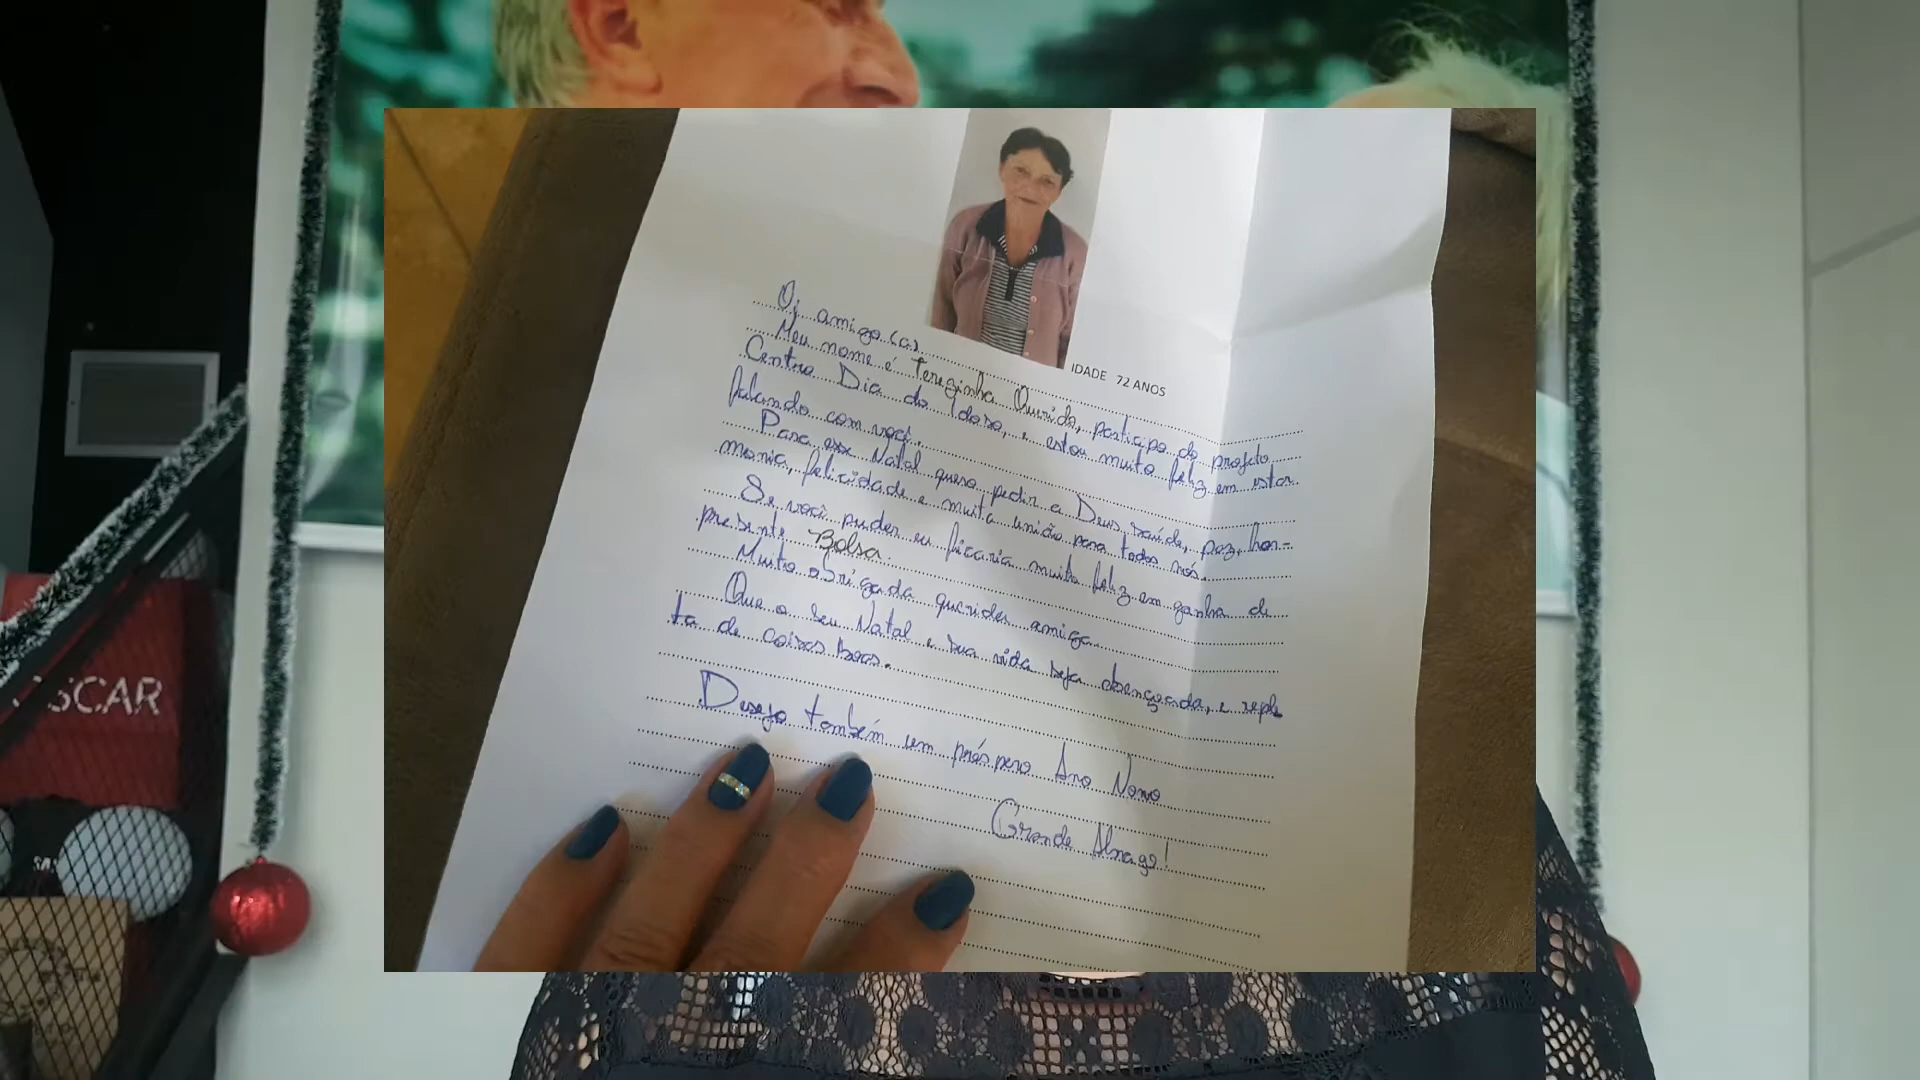 IDADE 72 ANOS
Oi amigo(a)
Meu nome é Terezinha Querido, participo do projeto
Centro Dia do Idoso, e estou muito feliz em estar
falando com você.
Para esse Natal quero pedir a Deus saúde, paz, har-
monia, felicidade e muita união para todos nós.
Se você puder eu ficaria muito feliz em ganha de
presente Bolsa.
Muito obrigada querida amiga.
Que o seu Natal e sua vida seja abençoada, e reple
ta de coisas boas.
Desejo também um próspero Ano Novo
Grande Abraço!
OSCAR